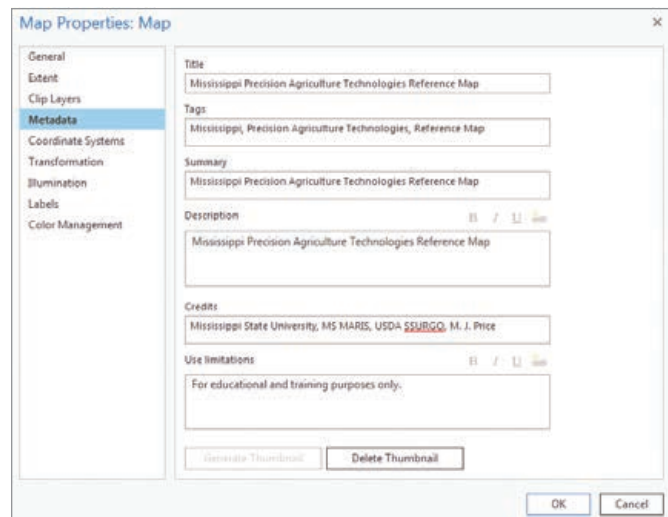 Map Properties: Map
General
Extent
Clip Layers
Metadata
Coordinate Systems
Transformation
Illumination
Labels
Color Management
Title
Mississippi Precision Agriculture Technologies Reference Map
Tags
Mississippi, Precision Agriculture Technologies, Reference Map
Summary
Mississippi Precision Agriculture Technologies Reference Map
Description
B I U
Mississippi Precision Agriculture Technologies Reference Map
Credits
Mississippi State University, MS MARIS, USDA SSURGO, M. J. Price
Use limitations
B I U
For educational and training purposes only.
Generate Thumbnail
Delete Thumbnail
OK
Cancel